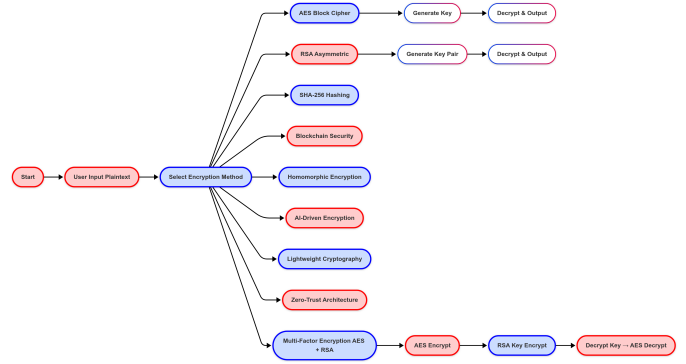 AES Block Cipher
Generate Key
Decrypt & Output
RSA Asymmetric
Generate Key Pair
Decrypt & Output
SHA-256 Hashing
Blockchain Security
Start
User Input Plaintext
Select Encryption Method
Homomorphic Encryption
AI-Driven Encryption
Lightweight Cryptography
Zero-Trust Architecture
Multi-Factor Encryption AES
+ RSA
AES Encrypt
RSA Key Encrypt
Decrypt Key → AES Decrypt